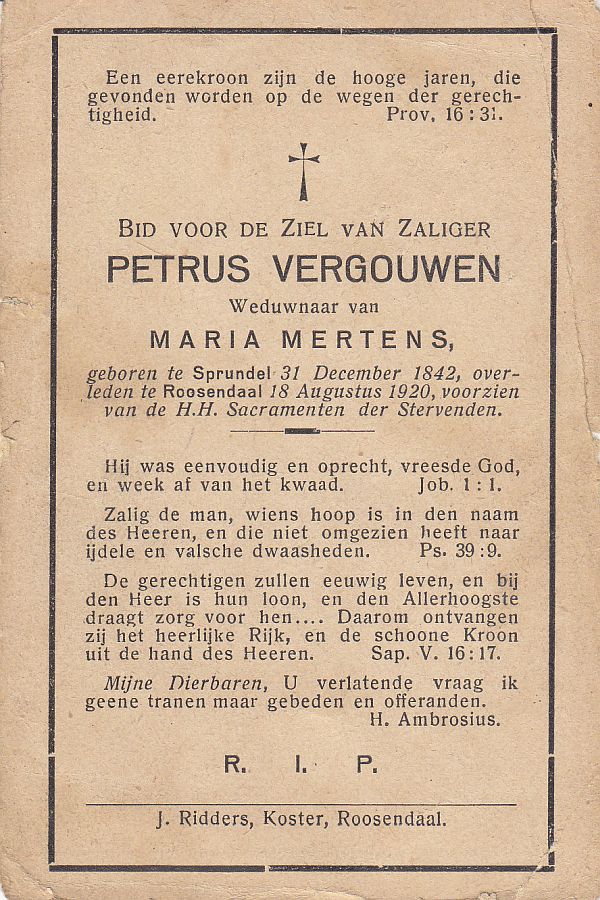 Een eerekroon zijn de hooge jaren, die
gevonden worden op de wegen der gerech-
tigheid. Prov. 16:31.
BID VOOR DE ZIEL VAN ZALIGER
PETRUS VERGOUWEN
Weduwnaar van
MARIA MERTENS,
geboren te Sprundel 31 December 1842, over-
leden te Roosendaal 18 Augustus 1920, voorzien
van de H.H. Sacramenten der Stervenden.
Hij was eenvoudig en oprecht, vreesde God,
en week af van het kwaad. Job. 1:1.
Zalig de man, wiens hoop is in den naam
des Heeren, en die niet omgezien heeft naar
ijdele en valsche dwaasheden. Ps. 39:9.
De gerechtigen zullen eeuwig leven, en bij
den Heer is hun loon, en den Allerhoogste
draagt zorg voor hen.... Daarom ontvangen
zij het heerlijke Rijk, en de schoone Kroon
uit de hand des Heeren. Sap. V. 16:17.
Mijne Dierbaren, U verlatende vraag ik
geene tranen maar gebeden en offeranden.
H. Ambrosius.
R. I. P.
J. Ridders, Koster, Roosendaal.